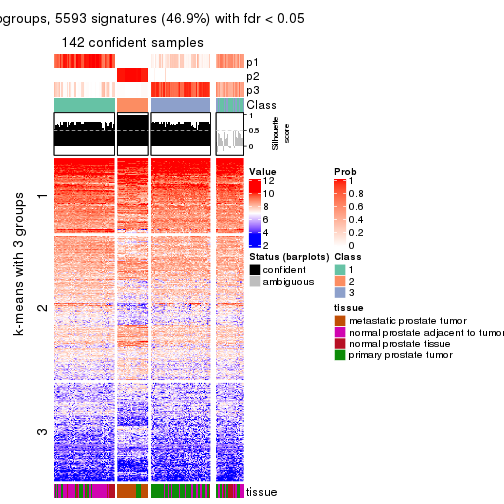 ogroups, 5593 signatures (46.9%) with fdr < 0.05
142 confident samples
p1
p2
p3
Class
1
0.5
0
Silhouette
score
k-means with 3 groups
1
2
3
Value
12
10
8
6
4
2
Prob
1
0.8
0.6
0.4
0.2
0
Status (barplots)
confident
ambiguous
Class
1
2
3
tissue
metastatic prostate tumor
normal prostate adjacent to tumor
normal prostate tissue
primary prostate tumor
tissue